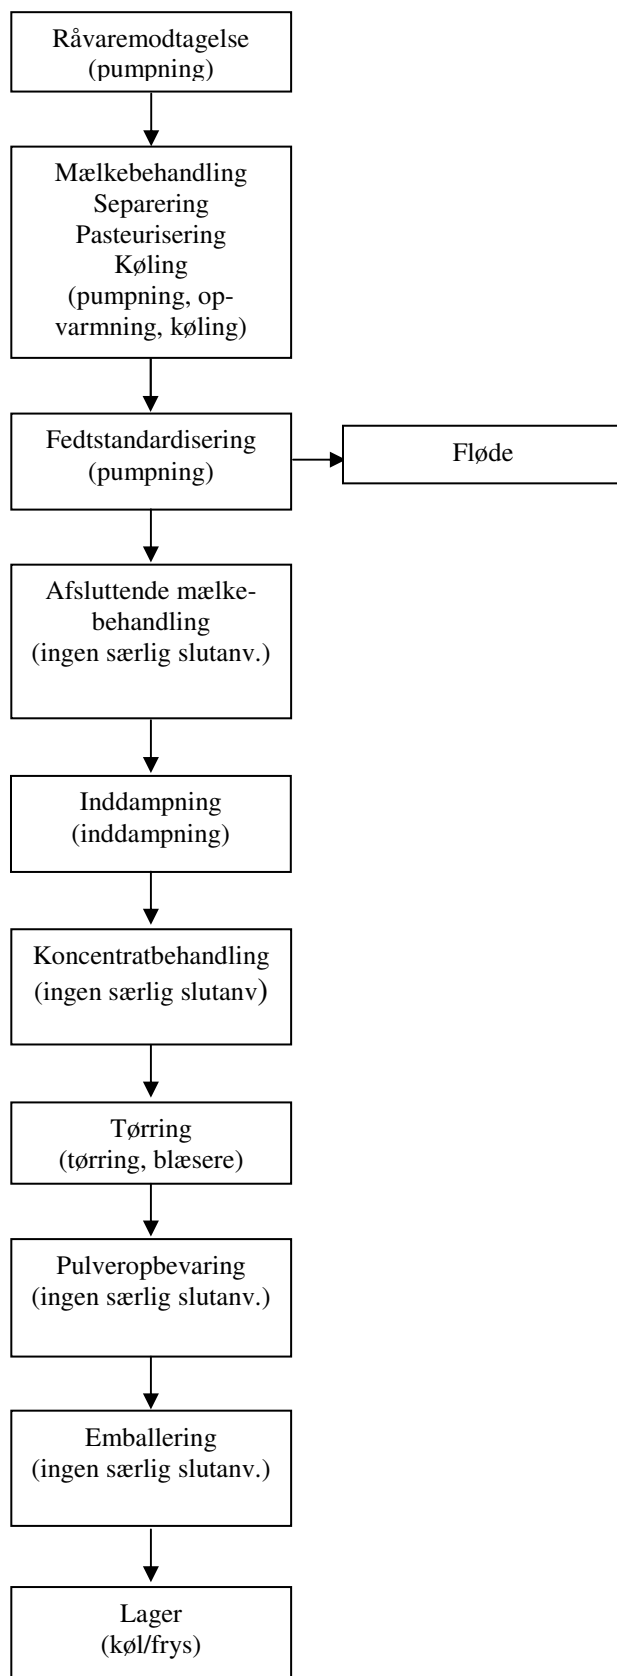 Råvaremodtagelse
(pumpning)
Mælkebehandling
Separering
Pasteurisering
Køling
(pumpning, op-
varmning, køling)
Fedtstandardisering
(pumpning)
Fløde
Afsluttende mælke-
behandling
(ingen særlig slutanv.)
Inddampning
(inddampning)
Koncentratbehandling
(ingen særlig slutanv)
Tørring
(tørring, blæsere)
Pulveropbevaring
(ingen særlig slutanv.)
Emballering
(ingen særlig slutanv.)
Lager
(køl/frys)